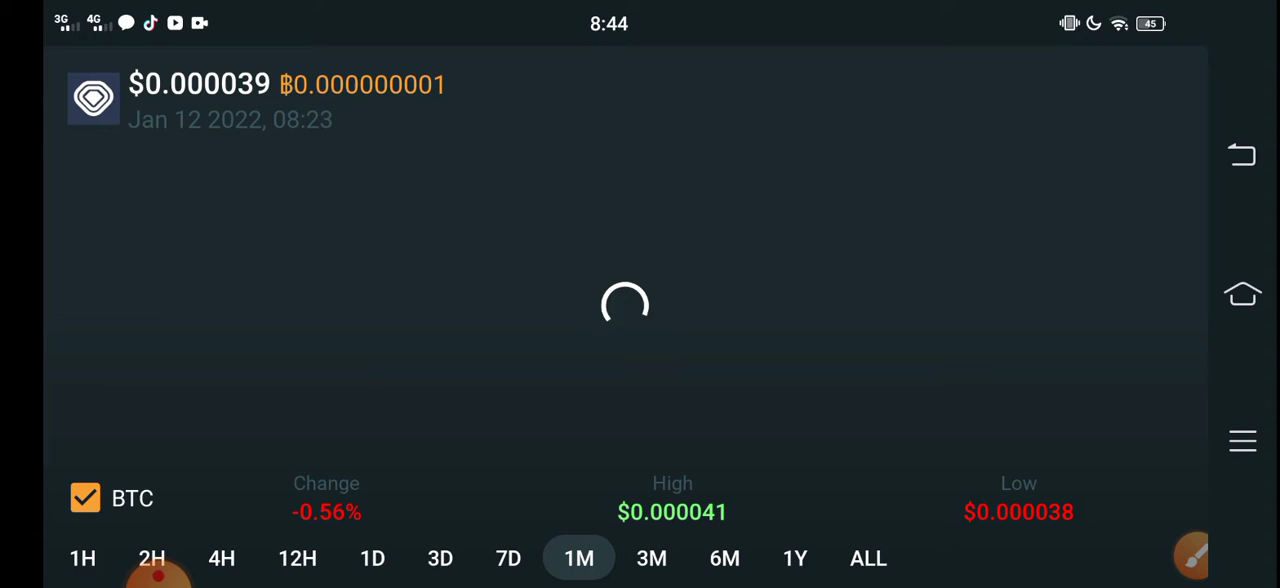 3G 4G 8:44 45
$0.000039 ฿0.000000001
Jan 12 2022, 08:23
BTC
Change High Low
-0.56% $0.000041 $0.000038
1H 2H 4H 12H 1D 3D 7D 1M 3M 6M 1Y ALL